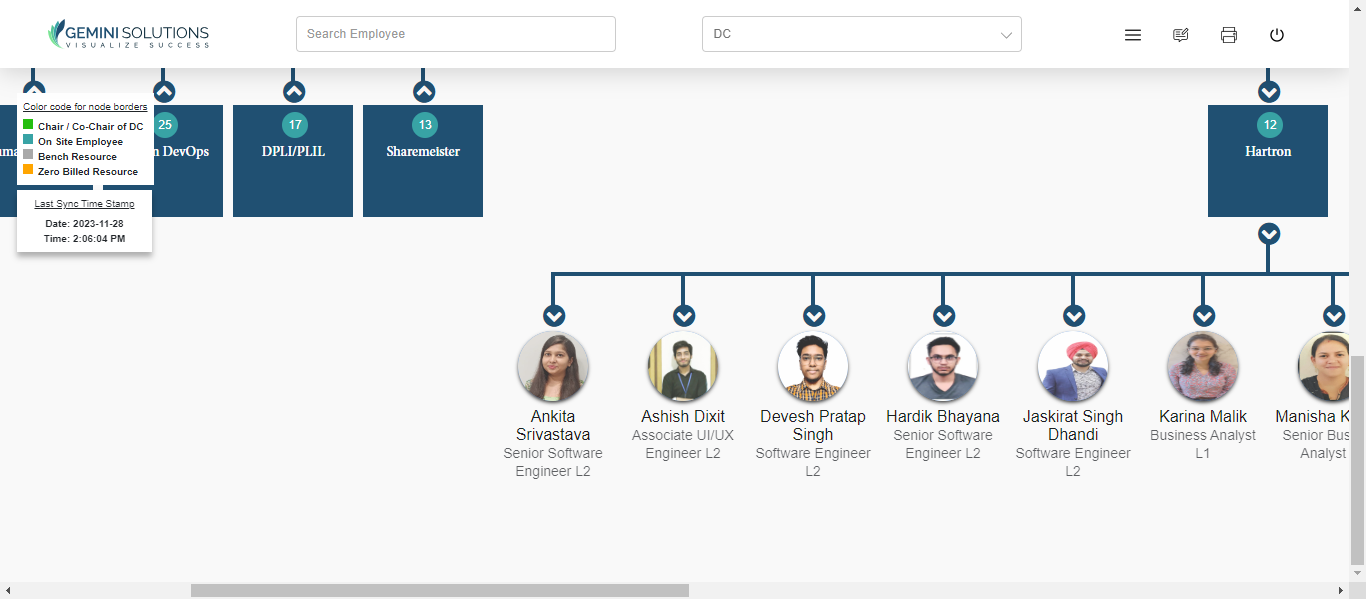 GEMINI SOLUTIONS
VISUALIZE SUCCESS
Search Employee
DC
Color code for node borders
Chair / Co-Chair of DC
On Site Employee
Bench Resource
Zero Billed Resource
Last Sync Time Stamp
Date: 2023-11-28
Time: 2:06:04 PM
25
DevOps
17
DPLI/PLIL
13
Sharemeister
12
Hartron
Ankita
Srivastava
Senior Software
Engineer L2
Ashish Dixit
Associate UI/UX
Engineer L2
Devesh Pratap
Singh
Software Engineer
L2
Hardik Bhayana
Senior Software
Engineer L2
Jaskirat Singh
Dhandi
Software Engineer
L2
Karina Malik
Business Analyst
L1
Manisha K
Senior Bus
Analyst